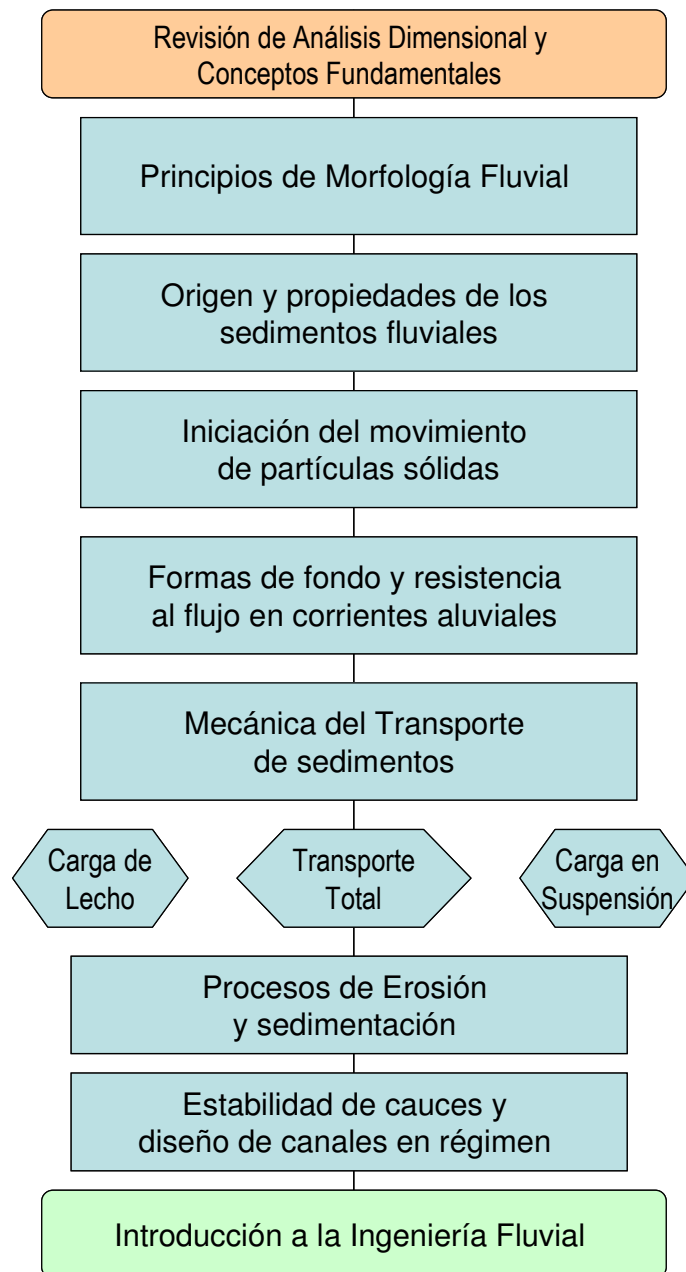 Revisión de Análisis Dimensional y
Conceptos Fundamentales
Principios de Morfología Fluvial
Origen y propiedades de los
sedimentos fluviales
Iniciación del movimiento
de partículas sólidas
Formas de fondo y resistencia
al flujo en corrientes aluviales
Mecánica del Transporte
de sedimentos
Carga de
Lecho
Transporte
Total
Carga en
Suspensión
Procesos de Erosión
y sedimentación
Estabilidad de cauces y
diseño de canales en régimen
Introducción a la Ingeniería Fluvial